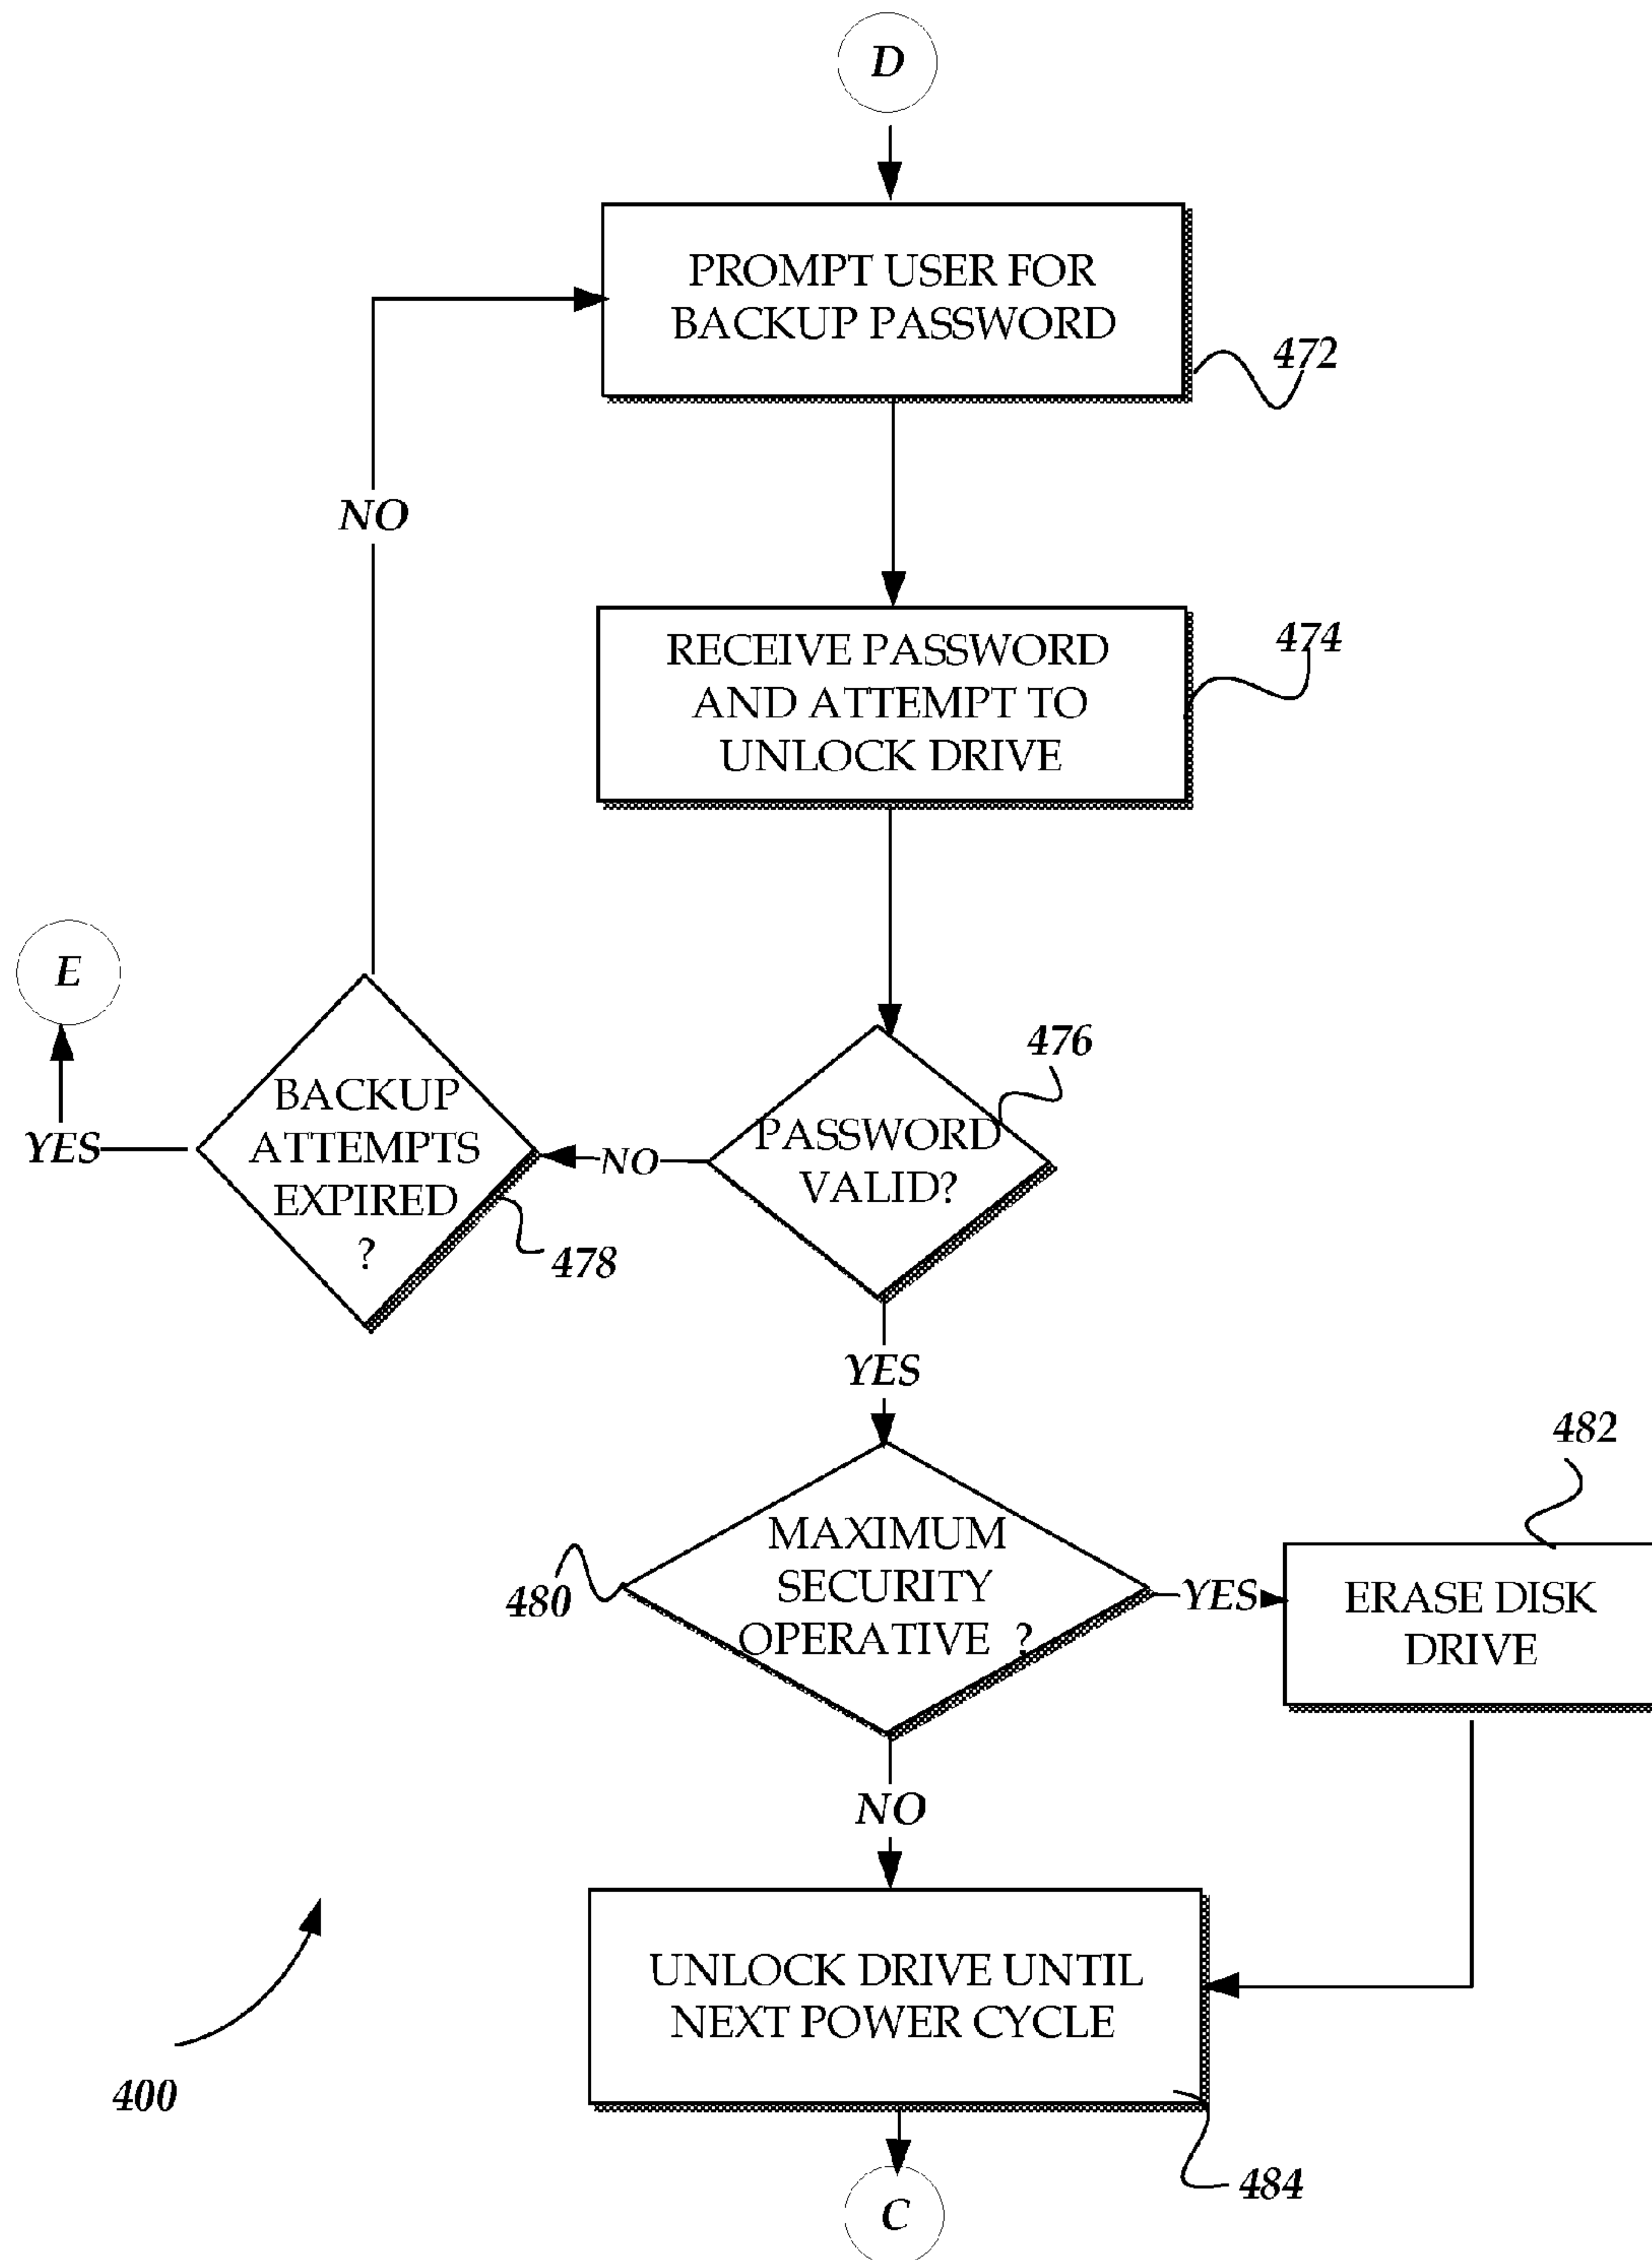 D
PROMPT USER FOR
BACKUP PASSWORD
472
NO
RECEIVE PASSWORD
AND ATTEMPT TO
UNLOCK DRIVE
474
E
YES
BACKUP
ATTEMPTS
EXPIRED
?
478
NO
PASSWORD
VALID?
476
YES
MAXIMUM
SECURITY
OPERATIVE ?
480
YES
ERASE DISK
DRIVE
482
NO
UNLOCK DRIVE UNTIL
NEXT POWER CYCLE
484
400
C